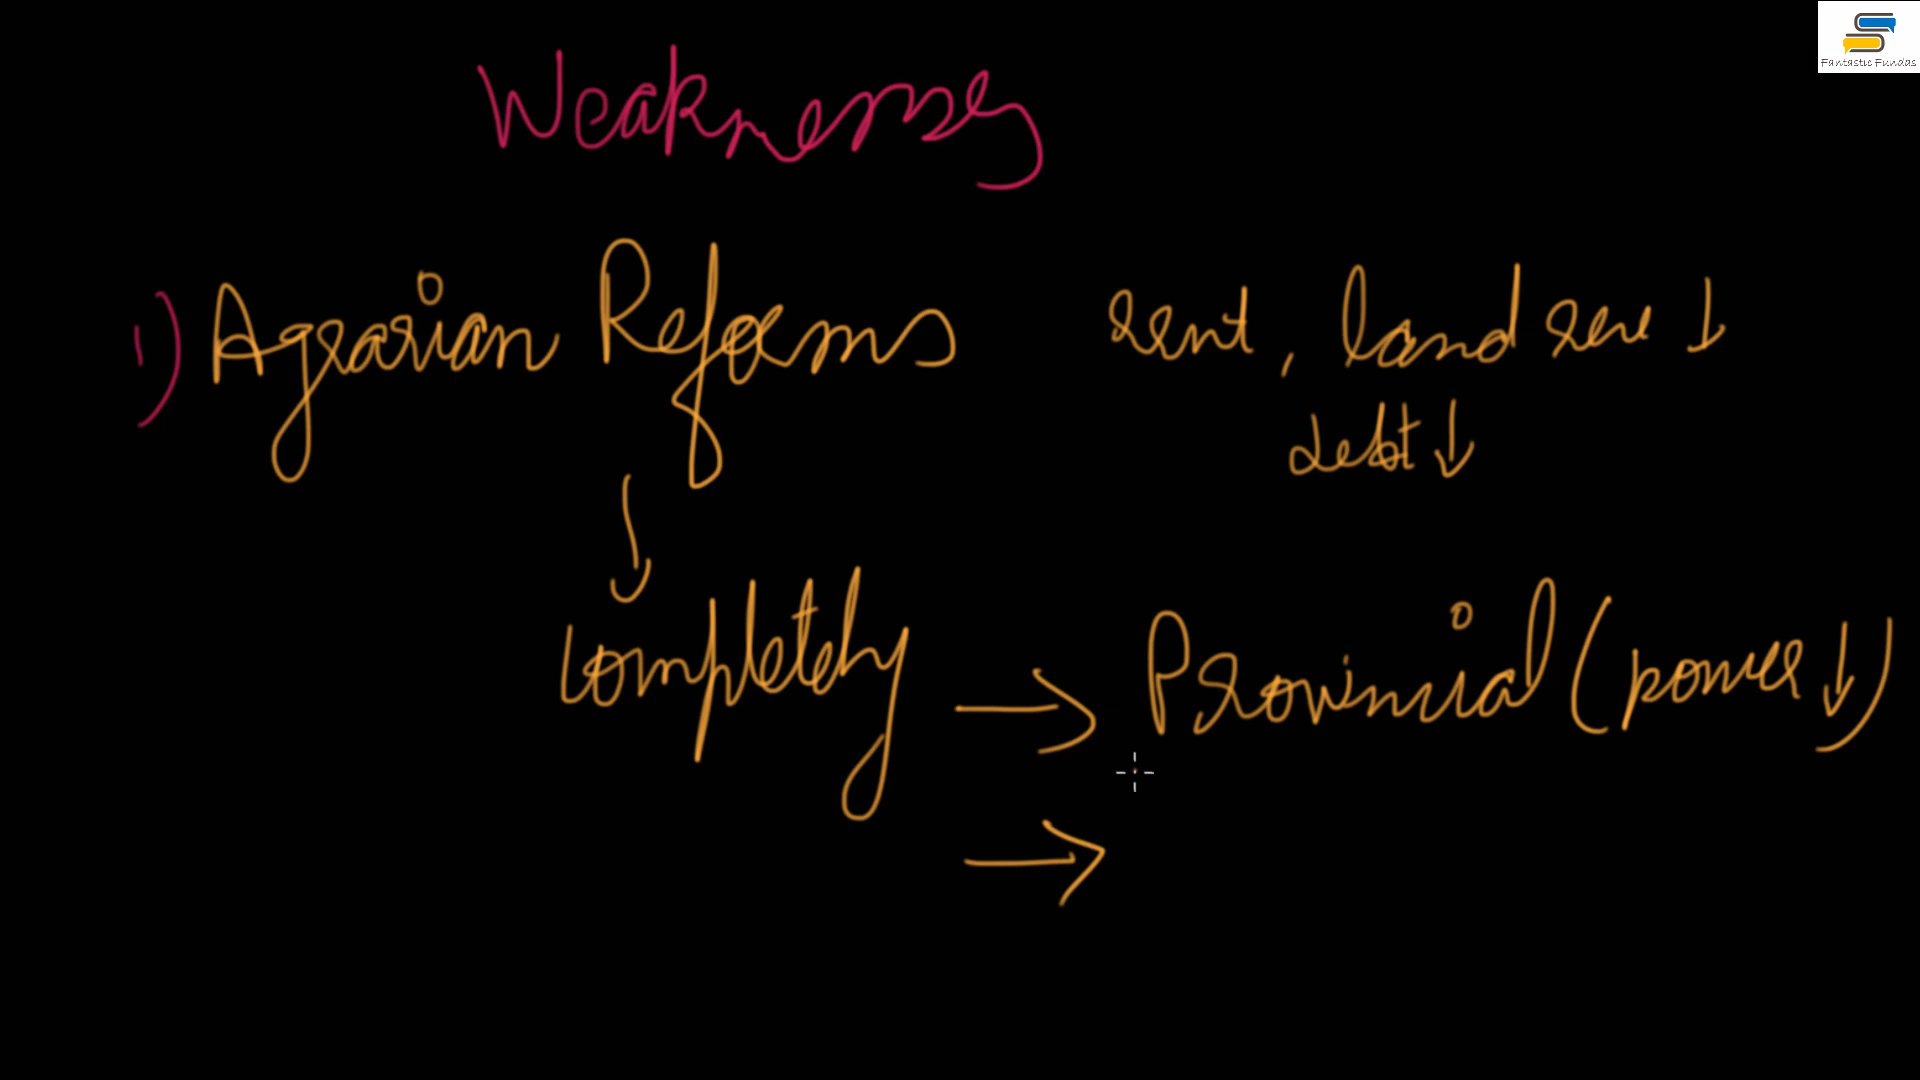 Fantastic Fundas
Weaknesses
1) Agrarian Reforms rent, land rev ↓
debt ↓
↓
completely → Provincial (power ↓)
→